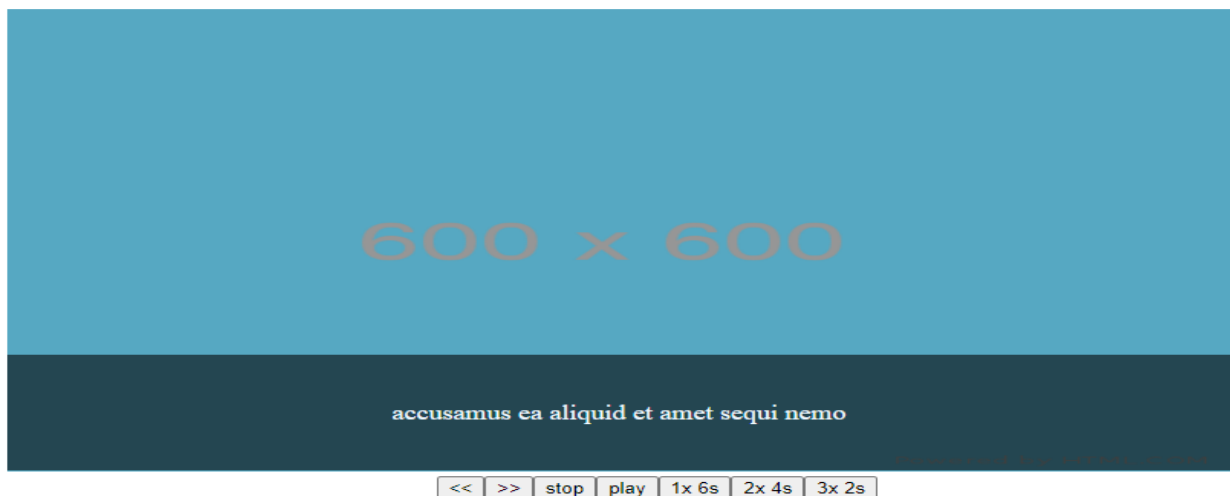 600 x 600
accusamus ea aliquid et amet sequi nemo
<< >> stop play 1x 6s 2x 4s 3x 2s